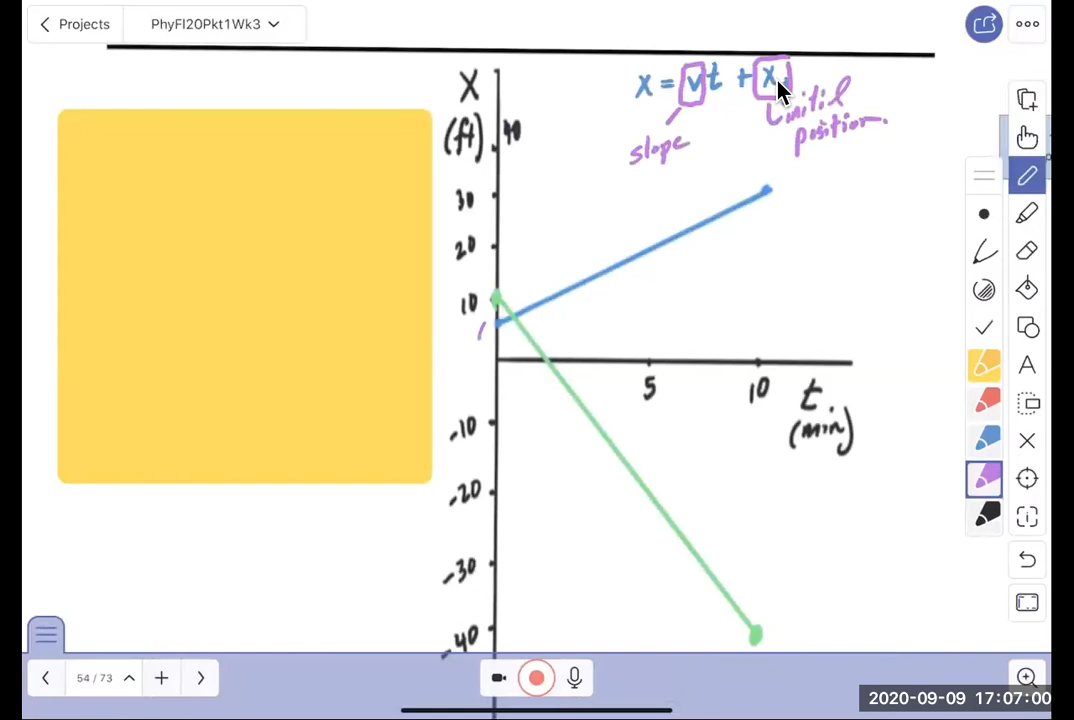 Projects
PhyFl20Pkt1Wk3
X
(ft)
x = vt + xi
slope
initial
position.
40
30
20
10
-10
-20
-30
-40
5
10
t.
(min)
54 / 73
2020-09-09 17:07:00